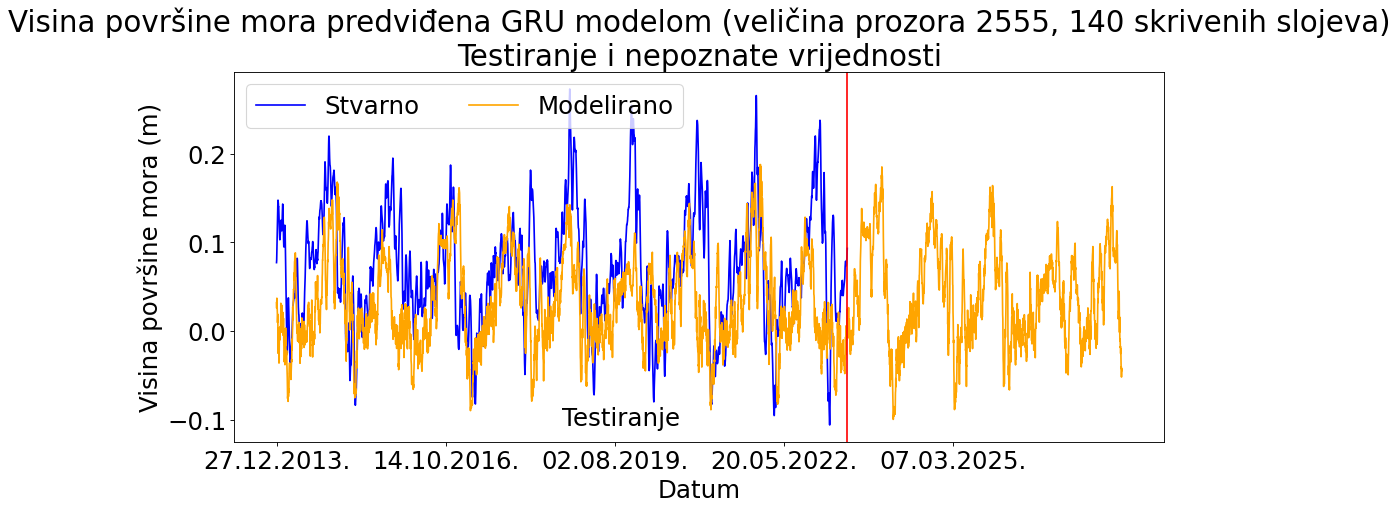 Visina površine mora predviđena GRU modelom (veličina prozora 2555, 140 skrivenih slojeva)
Testiranje i nepoznate vrijednosti
Stvarno
Modelirano
Visina površine mora (m)
0.2
0.1
0.0
−0.1
Testiranje
27.12.2013.
14.10.2016.
02.08.2019.
20.05.2022.
07.03.2025.
Datum